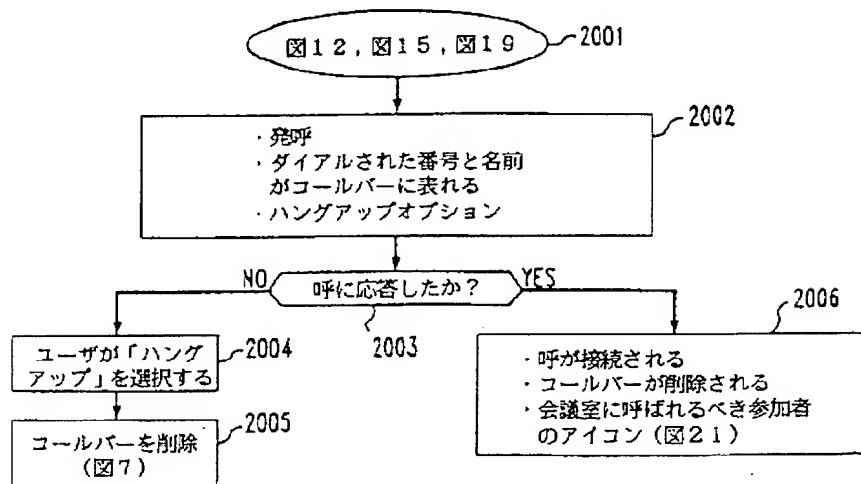 図12,図15,図19
2001
2002
・発呼
・ダイアルされた番号と名前
がコールバーに表れる
・ハングアップオプション
NO
呼に応答したか?
YES
2003
2004
ユーザが「ハング
アップ」を選択する
2005
コールバーを削除
(図7)
2006
・呼が接続される
・コールバーが削除される
・会議室に呼ばれるべき参加者
のアイコン(図21)